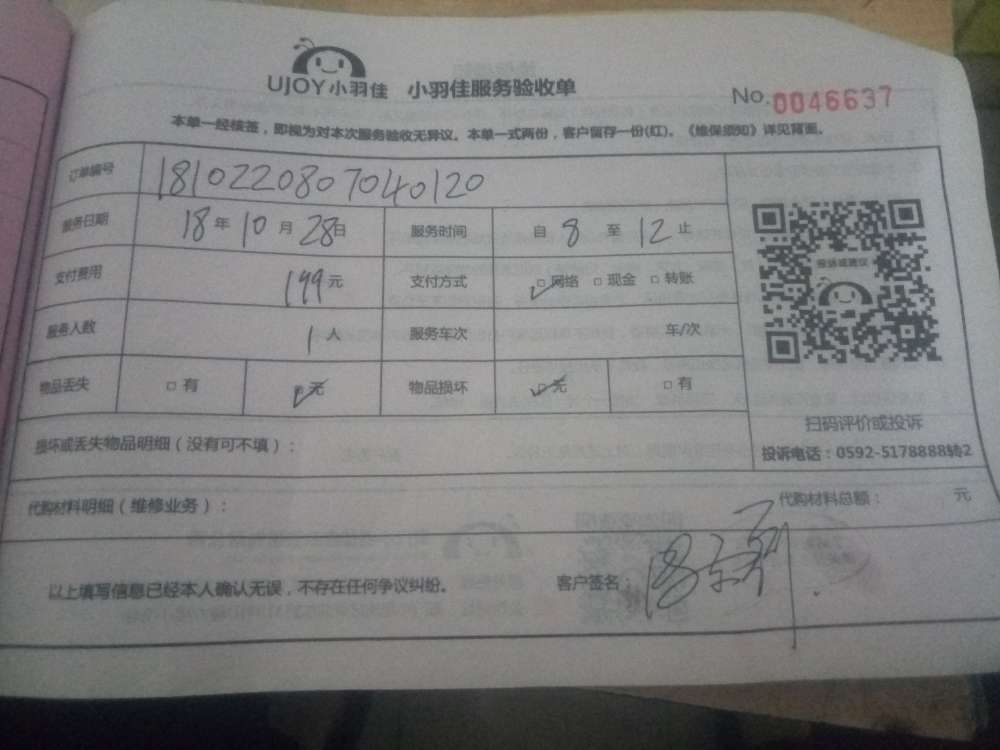 UJOY小羽佳 小羽佳服务验收单
No.0046637
本单一经核签，即视为对本次服务验收无异议。本单一式两份，客户留存一份(红)。《维保须知》详见背面。
订单编号 1810220807040120
服务日期 18年10月28日 服务时间 自8至12止
投诉或建议
支付费用 199元 支付方式 □网络 □现金 □转账
服务人数 1人 服务车次 车/次
物品丢失 □有 □无 物品损坏 □无 □有
扫码评价或投诉
投诉电话：0592-5178888转2
损坏或丢失物品明细（没有可不填）：
代购材料明细（维修业务）： 代购材料总额： 元
以上填写信息已经本人确认无误，不存在任何争议纠纷。 客户签名：